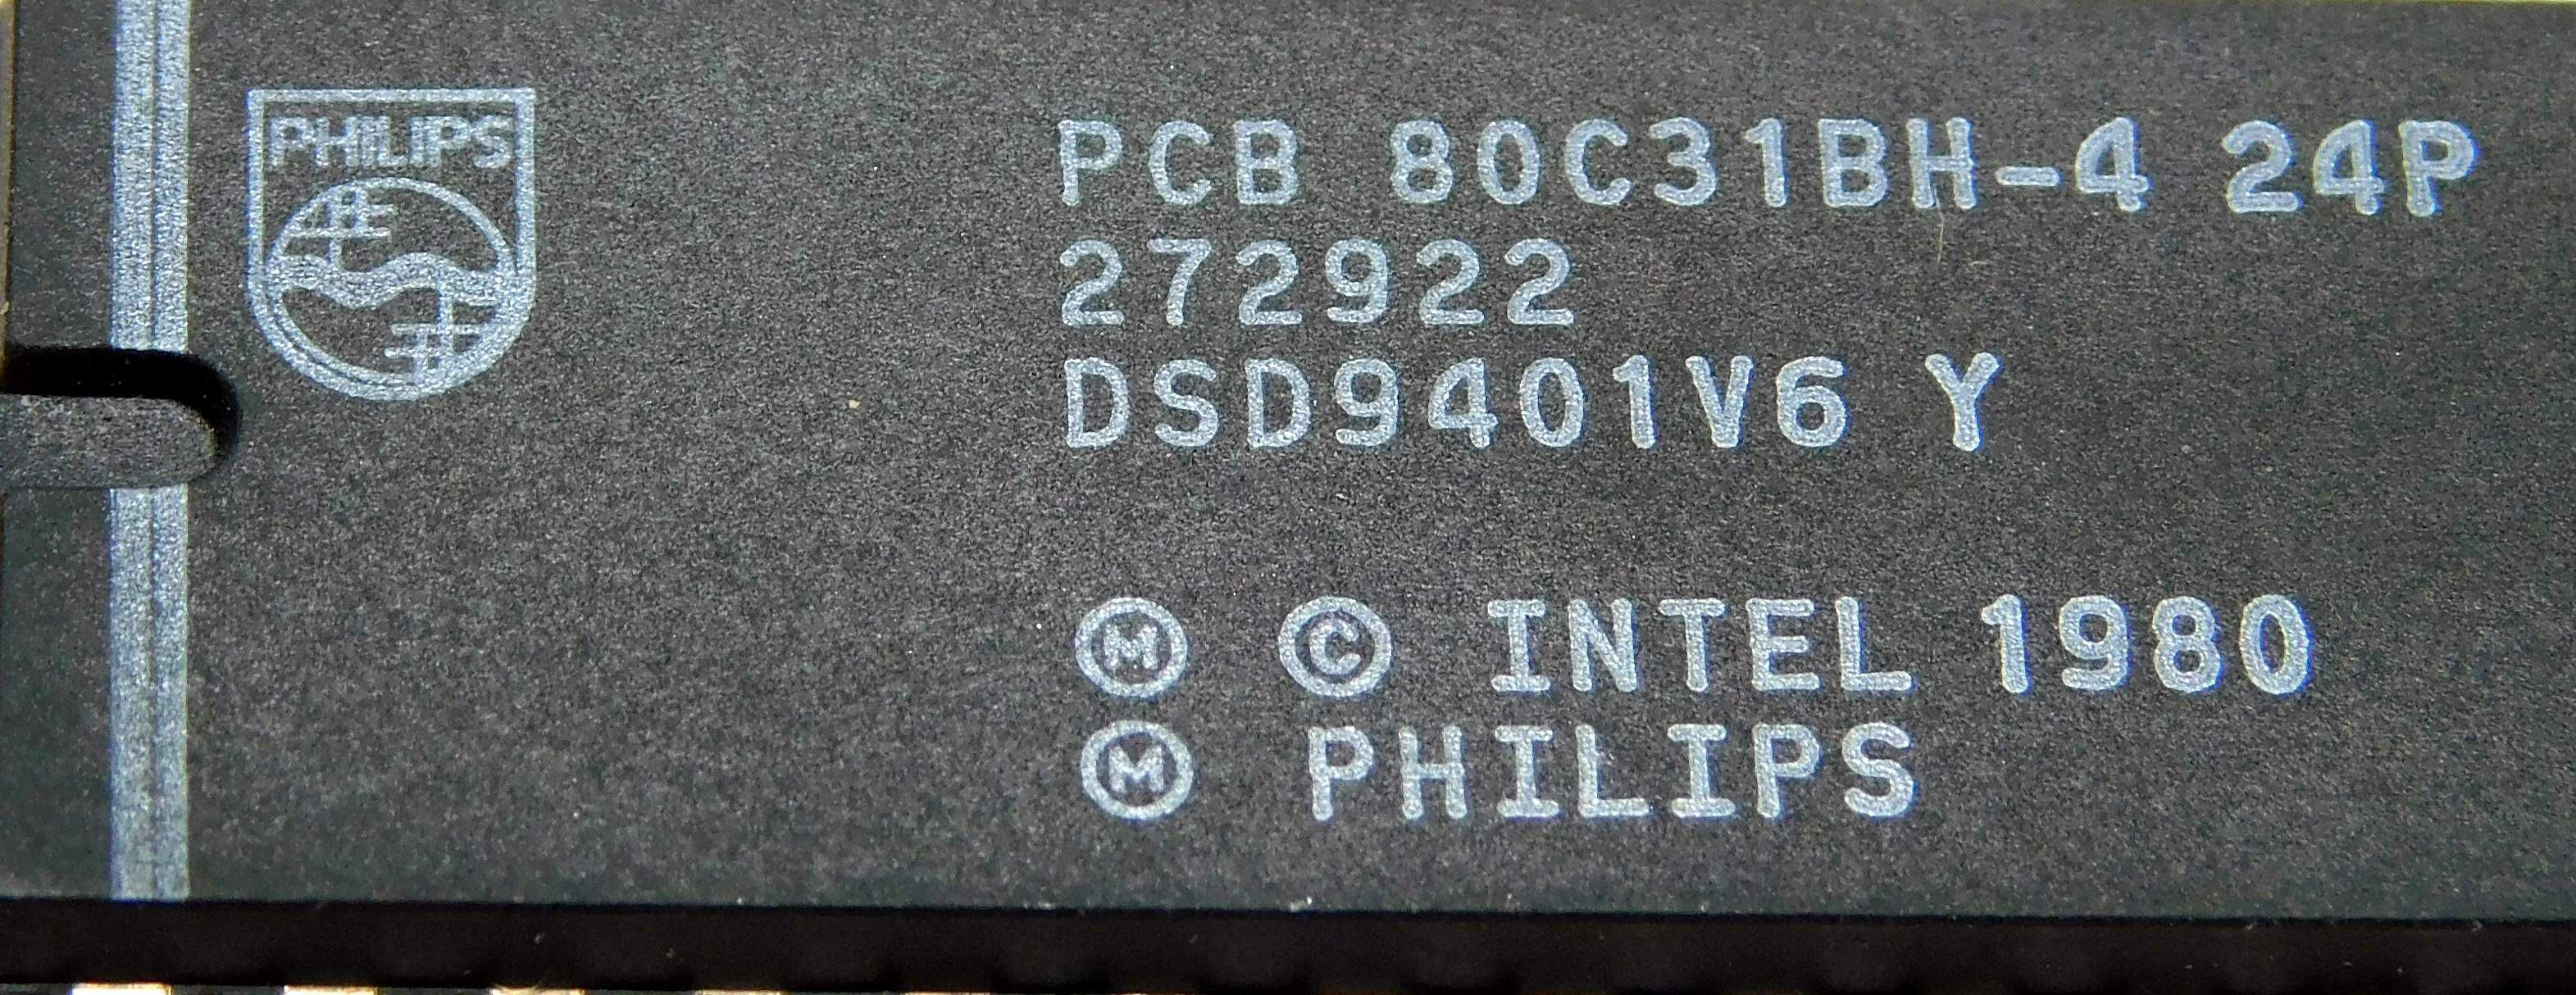 PHILIPS
PCB 80C31BH-4 24P
272922
DSD9401V6 Y
Ⓜ © INTEL 1980
Ⓜ PHILIPS